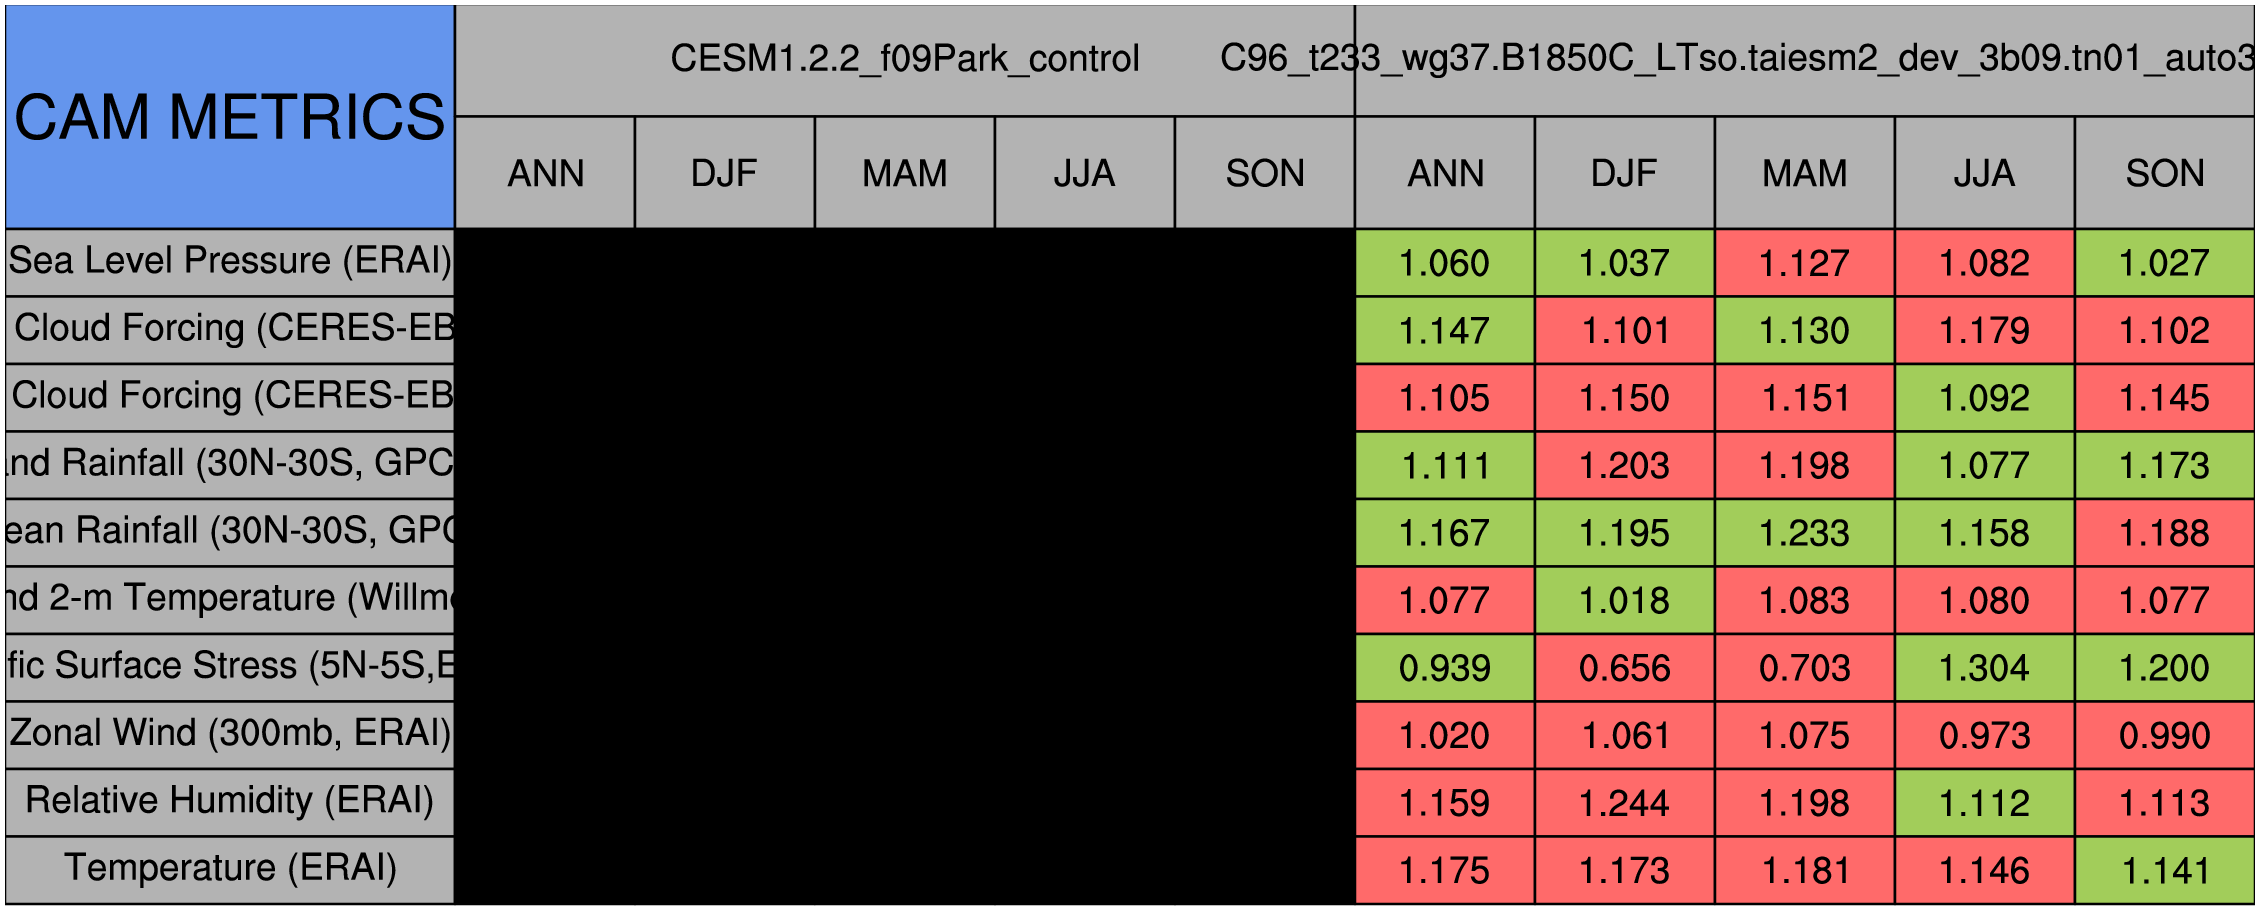 CAM METRICS
CESM1.2.2_f09Park_control
C96_t233_wg37.B1850C_LTso.taiesm2_dev_3b09.tn01_auto3
ANN DJF MAM JJA SON ANN DJF MAM JJA SON
Sea Level Pressure (ERAI) 1.060 1.037 1.127 1.082 1.027
Cloud Forcing (CERES-EB 1.147 1.101 1.130 1.179 1.102
Cloud Forcing (CERES-EB 1.105 1.150 1.151 1.092 1.145
nd Rainfall (30N-30S, GPC 1.111 1.203 1.198 1.077 1.173
ean Rainfall (30N-30S, GPC 1.167 1.195 1.233 1.158 1.188
nd 2-m Temperature (Willm 1.077 1.018 1.083 1.080 1.077
fic Surface Stress (5N-5S,E 0.939 0.656 0.703 1.304 1.200
Zonal Wind (300mb, ERAI) 1.020 1.061 1.075 0.973 0.990
Relative Humidity (ERAI) 1.159 1.244 1.198 1.112 1.113
Temperature (ERAI) 1.175 1.173 1.181 1.146 1.141